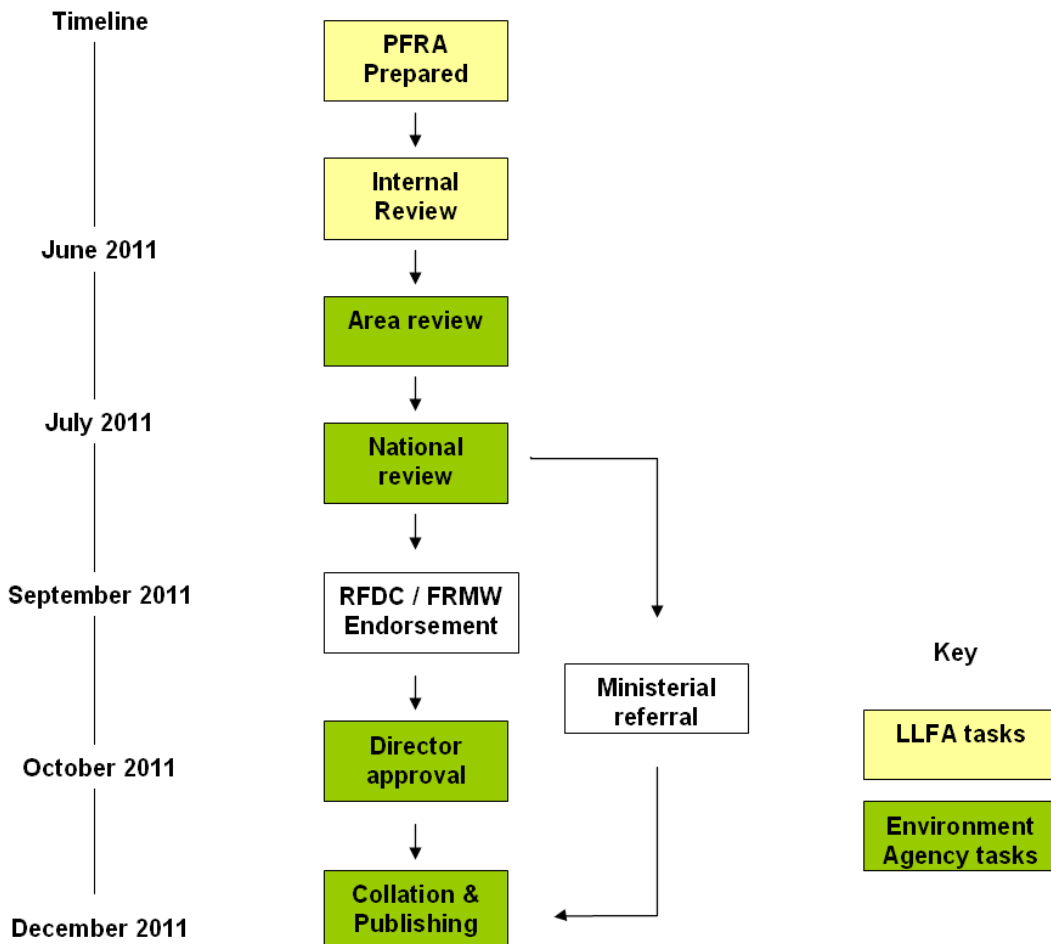 Timeline
PFRA
Prepared
Internal
Review
June 2011
Area review
July 2011
National
review
September 2011
RFDC / FRMW
Endorsement
Ministerial
referral
Key
LLFA tasks
October 2011
Director
approval
Environment
Agency tasks
Collation &
Publishing
December 2011